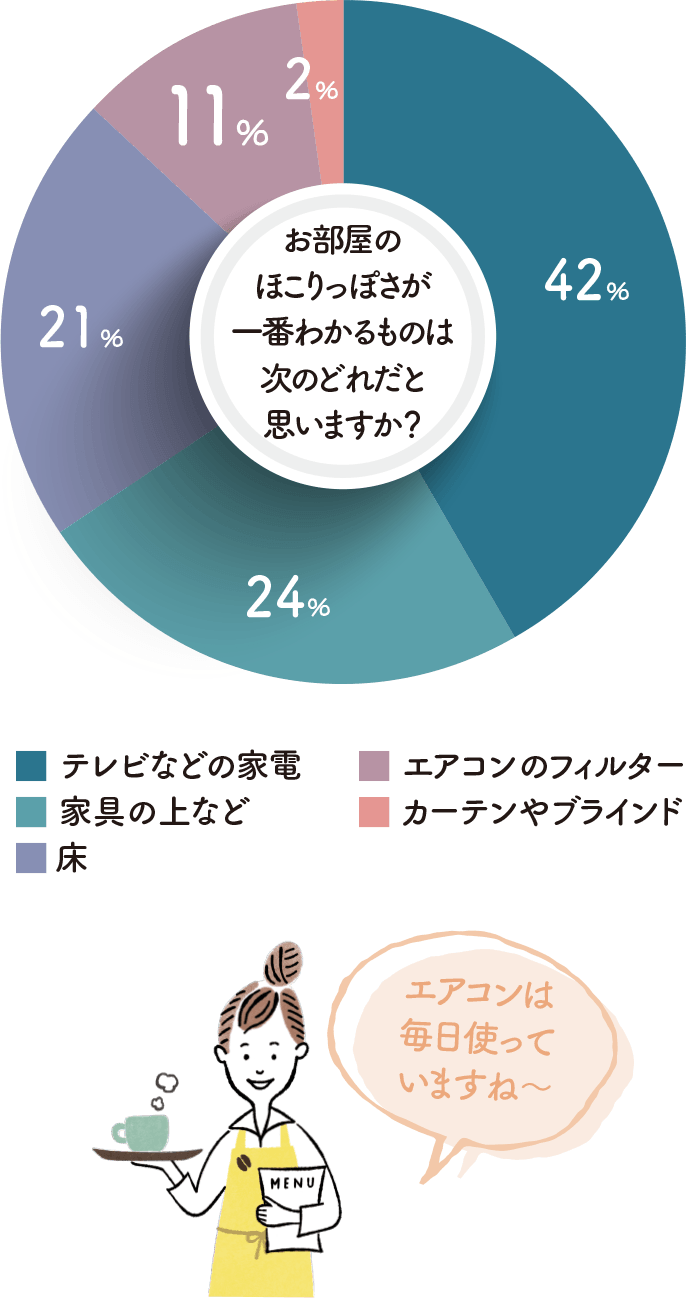 2%
11%
42%
21%
24%
お部屋の
ほこりっぽさが
一番わかるものは
次のどれだと
思いますか?
テレビなどの家電
家具の上など
床
エアコンのフィルター
カーテンやブラインド
エアコンは
毎日使って
いますね〜
MENU